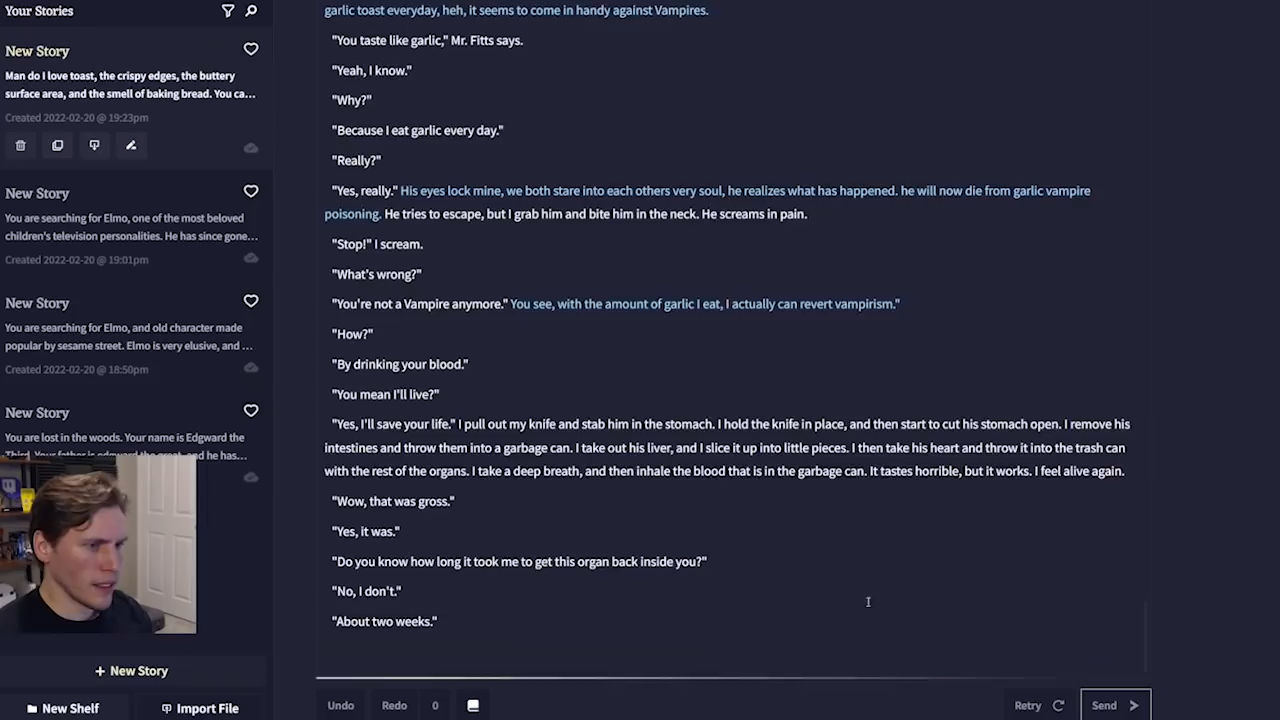 Your Stories
New Story
Man do I love toast, the crispy edges, the buttery
surface area, and the smell of baking bread. You ca...
Created 2022-02-20 @ 19:23pm
New Story
You are searching for Elmo, one of the most beloved
children's television personalities. He has since gone...
Created 2022-02-20 @ 19:01pm
New Story
You are searching for Elmo, and old character made
popular by sesame street. Elmo is very elusive, and ...
Created 2022-02-20 @ 18:50pm
New Story
You are lost in the woods. Your name is Edgward the
Third. Your father is edgward the great, and he has...
+ New Story
New Shelf
Import File
garlic toast everyday, heh, it seems to come in handy against Vampires.
"You taste like garlic," Mr. Fitts says.
"Yeah, I know."
"Why?"
"Because I eat garlic every day."
"Really?"
"Yes, really." His eyes lock mine, we both stare into each others very soul, he realizes what has happened. he will now die from garlic vampire
poisoning. He tries to escape, but I grab him and bite him in the neck. He screams in pain.
"Stop!" I scream.
"What's wrong?"
"You're not a Vampire anymore." You see, with the amount of garlic I eat, I actually can revert vampirism."
"How?"
"By drinking your blood."
"You mean I'll live?"
"Yes, I'll save your life." I pull out my knife and stab him in the stomach. I hold the knife in place, and then start to cut his stomach open. I remove his
intestines and throw them into a garbage can. I take out his liver, and I slice it up into little pieces. I then take his heart and throw it into the trash can
with the rest of the organs. I take a deep breath, and then inhale the blood that is in the garbage can. It tastes horrible, but it works. I feel alive again.
"Wow, that was gross."
"Yes, it was."
"Do you know how long it took me to get this organ back inside you?"
"No, I don't."
"About two weeks."
Undo
Redo
0
Retry
Send